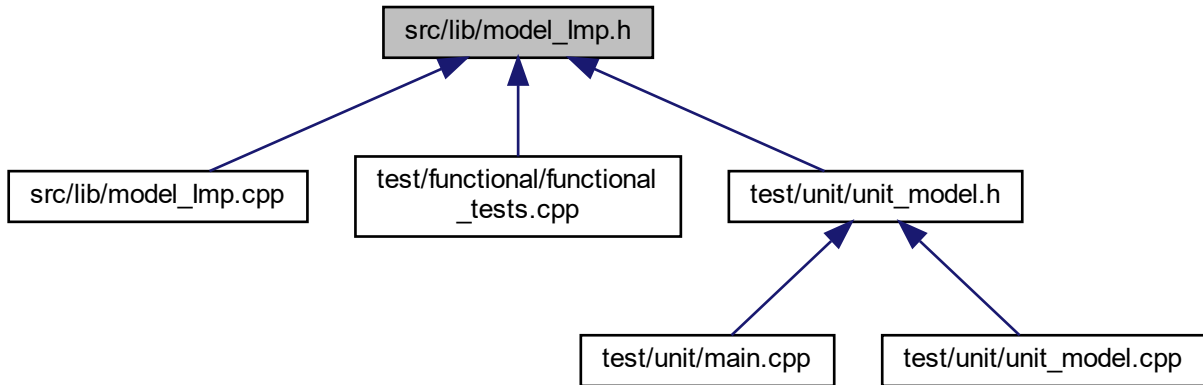 src/lib/model_Imp.h
src/lib/model_Imp.cpp
test/functional/functional
_tests.cpp
test/unit/unit_model.h
test/unit/main.cpp
test/unit/unit_model.cpp